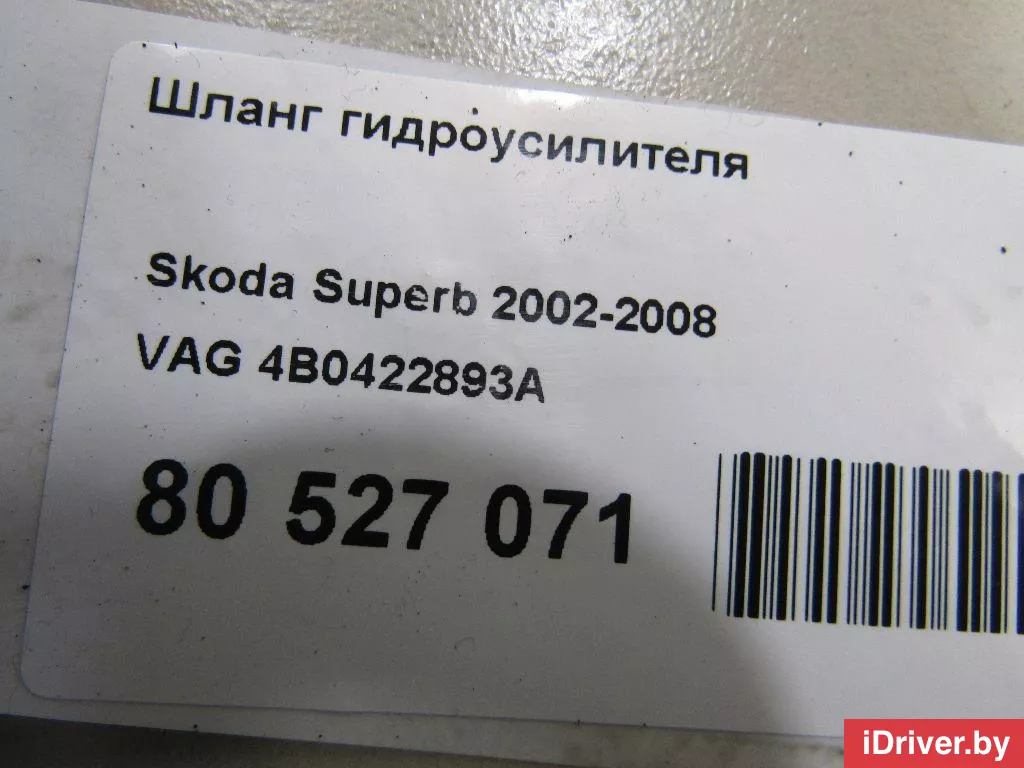 Шланг гидроусилителя
Skoda Superb 2002-2008
VAG 4B0422893A
80 527 071
iDriver.by